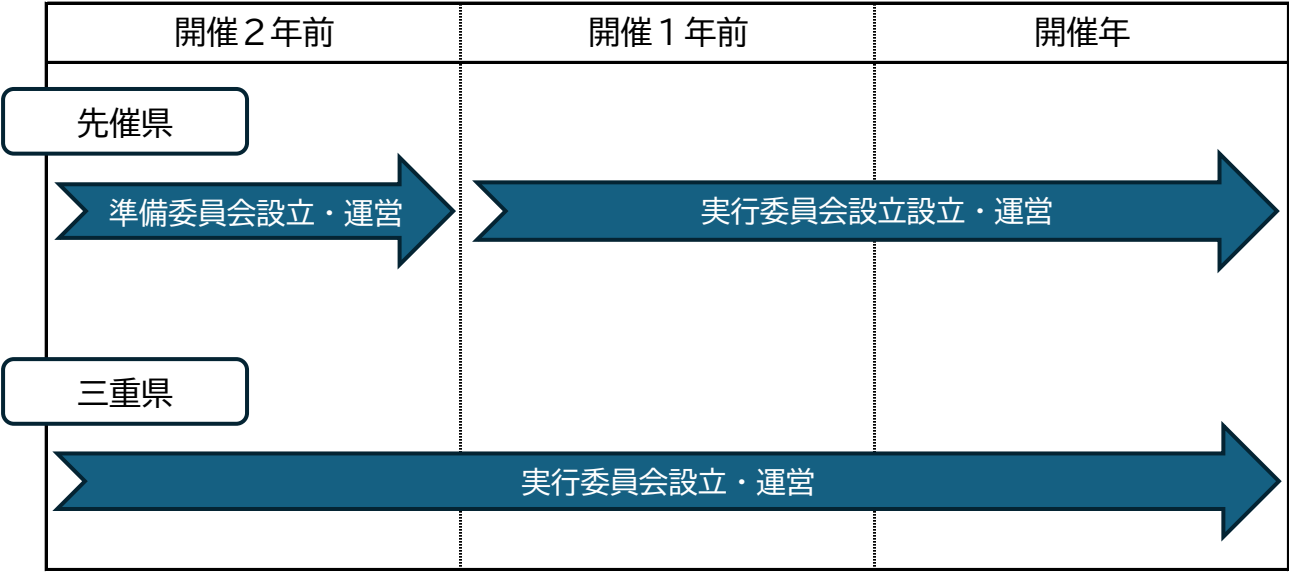 開催２年前
開催１年前
開催年
先催県
準備委員会設立・運営
実行委員会設立設立・運営
三重県
実行委員会設立・運営